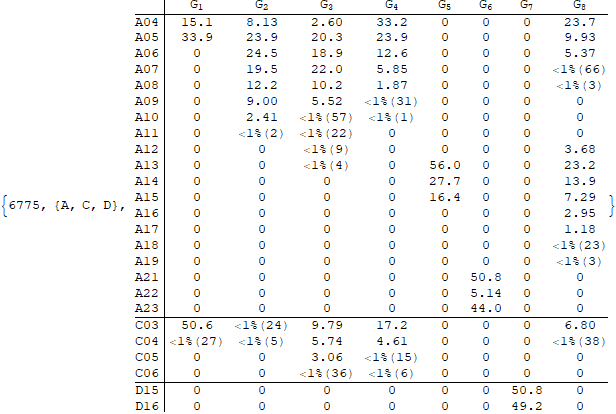 G1 G2 G3 G4 G5 G6 G7 G8
A04 15.1 8.13 2.60 33.2 0 0 0 23.7
A05 33.9 23.9 20.3 23.9 0 0 0 9.93
A06 0 24.5 18.9 12.6 0 0 0 5.37
A07 0 19.5 22.0 5.85 0 0 0 <1%(66)
A08 0 12.2 10.2 1.87 0 0 0 <1%(3)
A09 0 9.00 5.52 <1%(31) 0 0 0 0
A10 0 2.41 <1%(57) <1%(1) 0 0 0 0
A11 0 <1%(2) <1%(22) 0 0 0 0 0
A12 0 0 <1%(9) 0 0 0 0 3.68
A13 0 0 <1%(4) 0 56.0 0 0 23.2
A14 0 0 0 0 27.7 0 0 13.9
{6775, {A, C, D}, A15 0 0 0 0 16.4 0 0 7.29 }
A16 0 0 0 0 0 0 0 2.95
A17 0 0 0 0 0 0 0 1.18
A18 0 0 0 0 0 0 0 <1%(23)
A19 0 0 0 0 0 0 0 <1%(3)
A21 0 0 0 0 0 50.8 0 0
A22 0 0 0 0 0 5.14 0 0
A23 0 0 0 0 0 44.0 0 0
C03 50.6 <1%(24) 9.79 17.2 0 0 0 6.80
C04 <1%(27) <1%(5) 5.74 4.61 0 0 0 <1%(38)
C05 0 0 3.06 <1%(15) 0 0 0 0
C06 0 0 <1%(36) <1%(6) 0 0 0 0
D15 0 0 0 0 0 0 50.8 0
D16 0 0 0 0 0 0 49.2 0